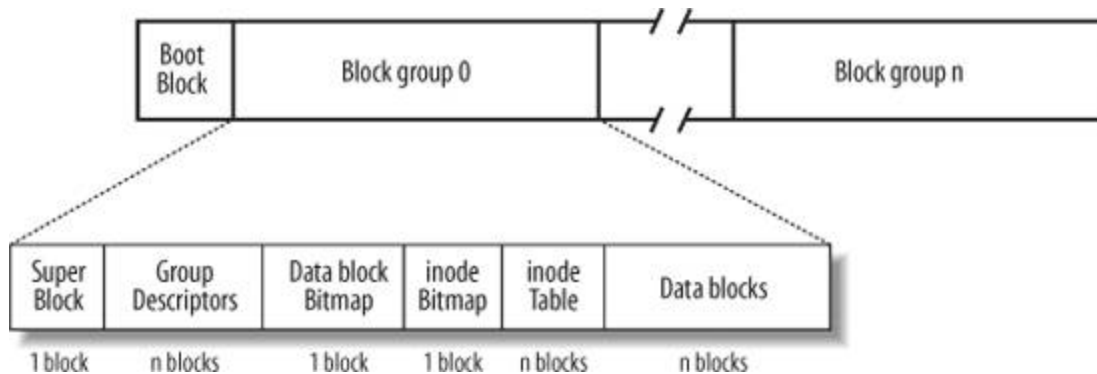 Boot
Block
Block group 0
Block group n
Super
Block
Group
Descriptors
Data block
Bitmap
inode
Bitmap
inode
Table
Data blocks
1 block
n blocks
1 block
1 block
n blocks
n blocks